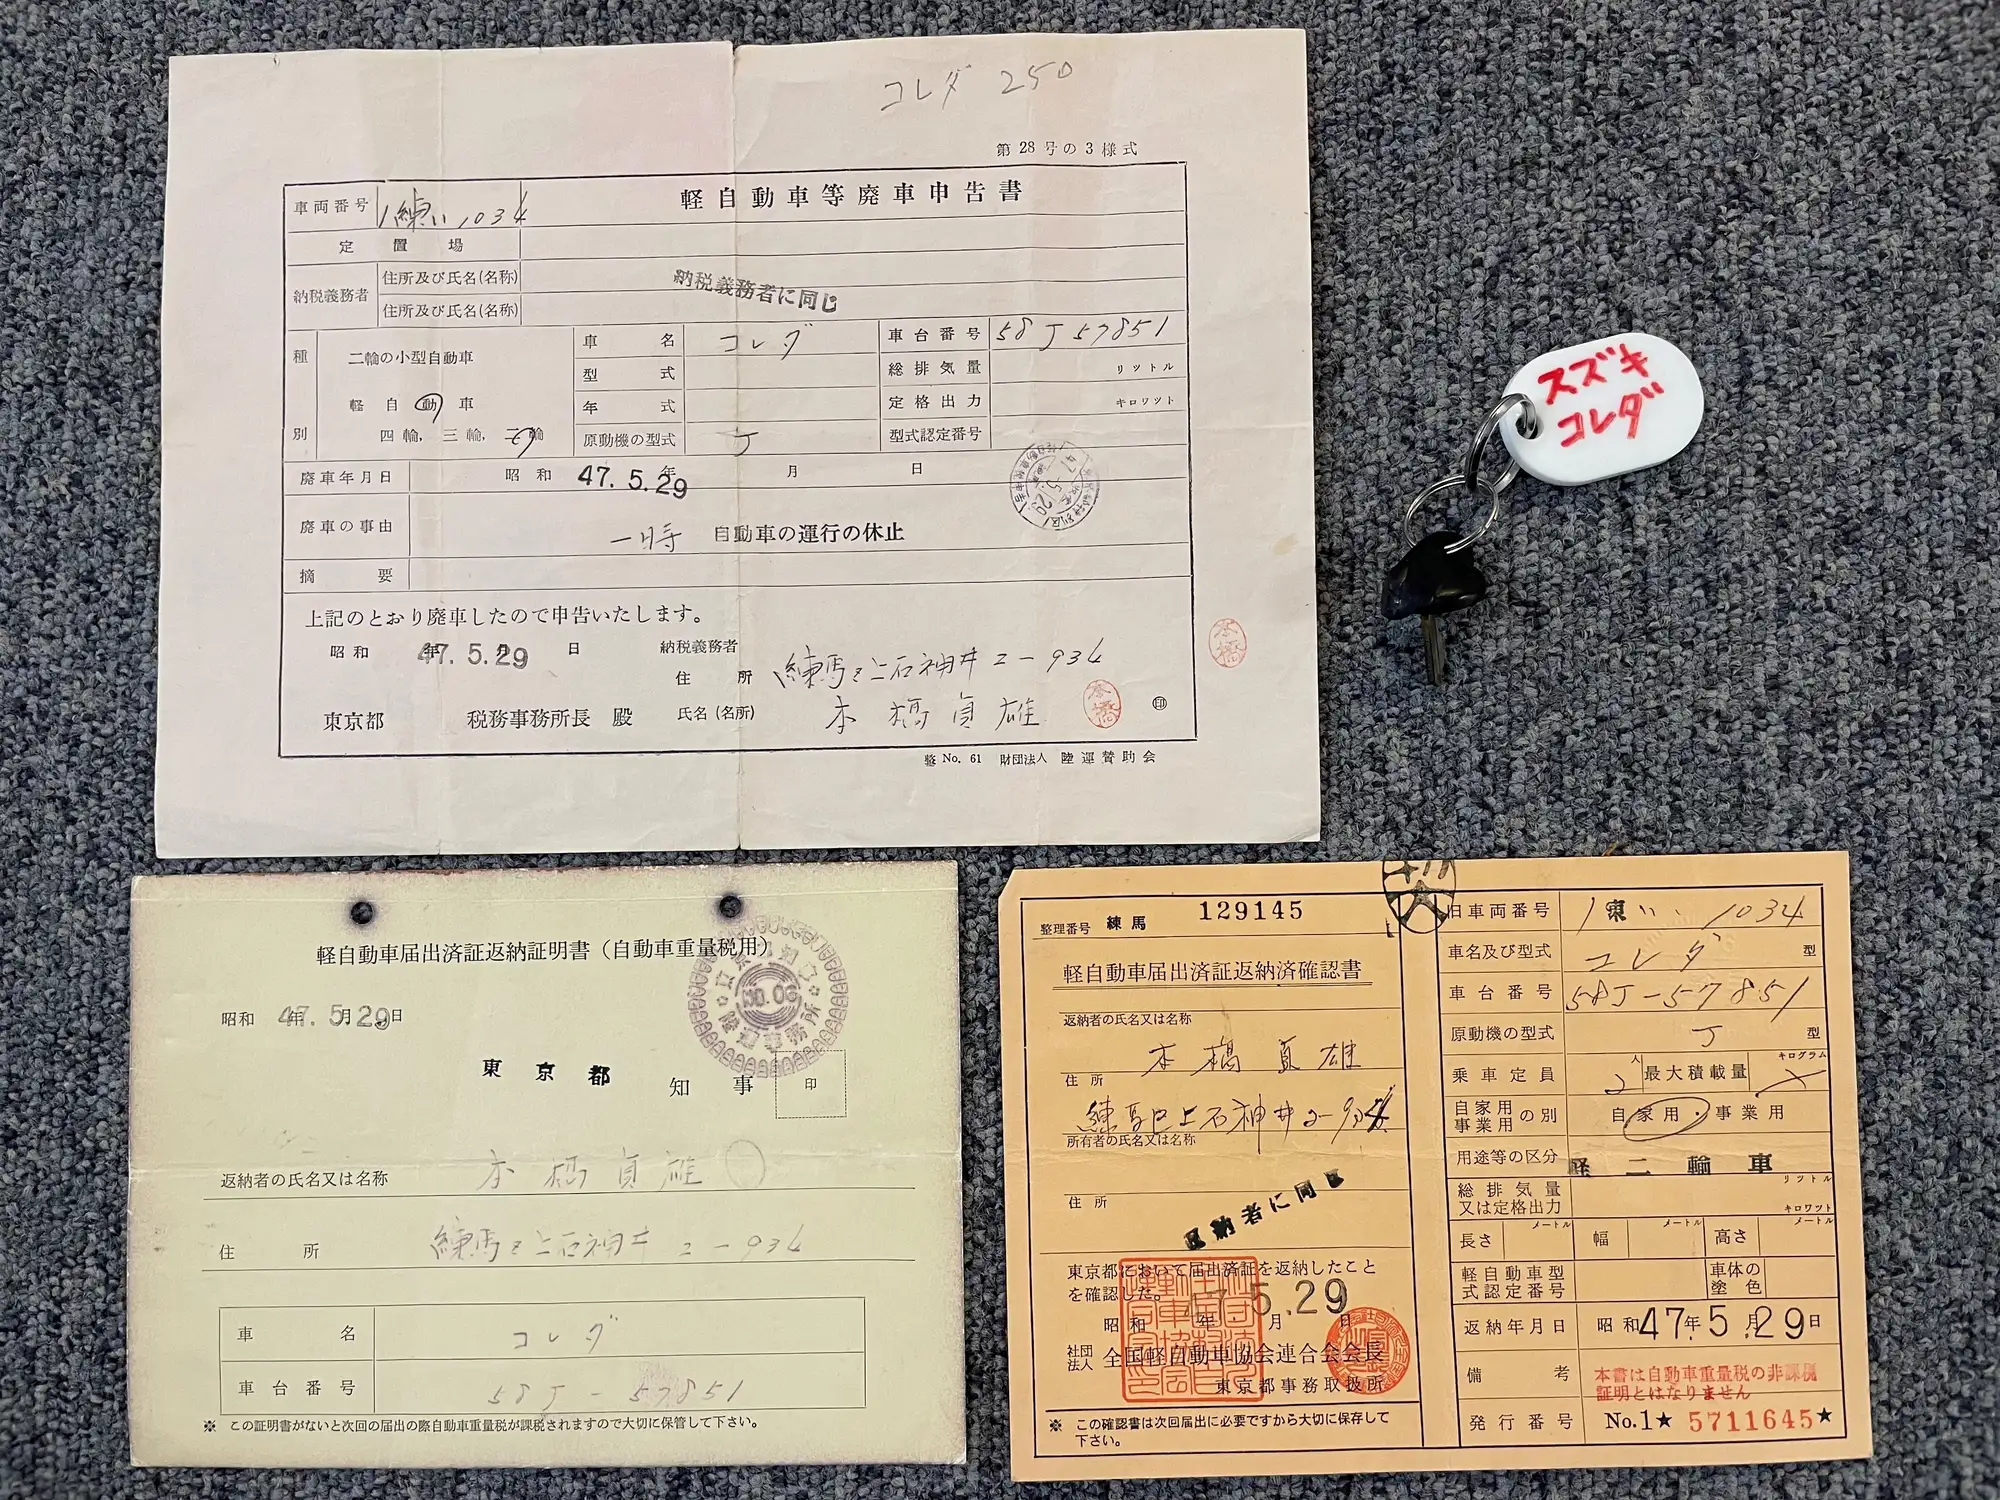 コレダ 250
第28号の3様式
車両番号 1練い1034 軽自動車等廃車申告書
定置場
納税義務者 住所及び氏名(名称) 納税義務者に同じ
住所及び氏名(名称)
種別
二輪の小型自動車
軽自動車
四輪, 三輪, 二輪
車名 コレダ 車台番号 58J57851
型式 総排気量 リットル
年式 定格出力 キロワット
原動機の型式 J 型式認定番号
廃車年月日 昭和 47.5.29 年 月 日
廃車の事由 一時 自動車の運行の休止
摘要
上記のとおり廃車したので申告いたします。
昭和 47.5.29 日 納税義務者
住所 練馬区上石神井2-934
東京都 税務事務所長 殿 氏名(名所) 本橋貞雄 本橋 印
本橋
整No. 61 財団法人 陸運賛助会
スズキ
コレダ
軽自動車届出済証返納証明書(自動車重量税用)
昭和 47年5月29日
東京都 知事 印
返納者の氏名又は名称 本橋貞雄
住所 練馬区上石神井2-934
車名 コレダ
車台番号 58J-57851
※ この証明書がないと次回の届出の際自動車重量税が課税されますので大切に保管して下さい。
整理番号 練馬 129145
軽自動車届出済証返納済確認書
返納者の氏名又は名称
本橋貞雄
住所
練馬区上石神井2-934
所有者の氏名又は名称
住所
返納者に同じ
東京都において届出済証を返納したこと
を確認した。
47.5.29
昭和 年 月 日
社団法人 全国軽自動車協会連合会会長
東京都事務取扱所
※ この確認書は次回届出に必要ですから大切に保存して
下さい。
旧車両番号 1練い1034
車名及び型式 コレダ 型
車台番号 58J-57851
原動機の型式 J 型
乗車定員 2人 最大積載量 キログラム
自家用事業用の別 自家用・事業用
用途等の区分 軽二輪車
総排気量又は定格出力 リットル キロワット
長さ メートル 幅 メートル 高さ メートル
軽自動車型式認定番号 車体の塗色
返納年月日 昭和47年5月29日
備考 本書は自動車重量税の非課税
証明とはなりません
発行番号 No.1★ 5711645★